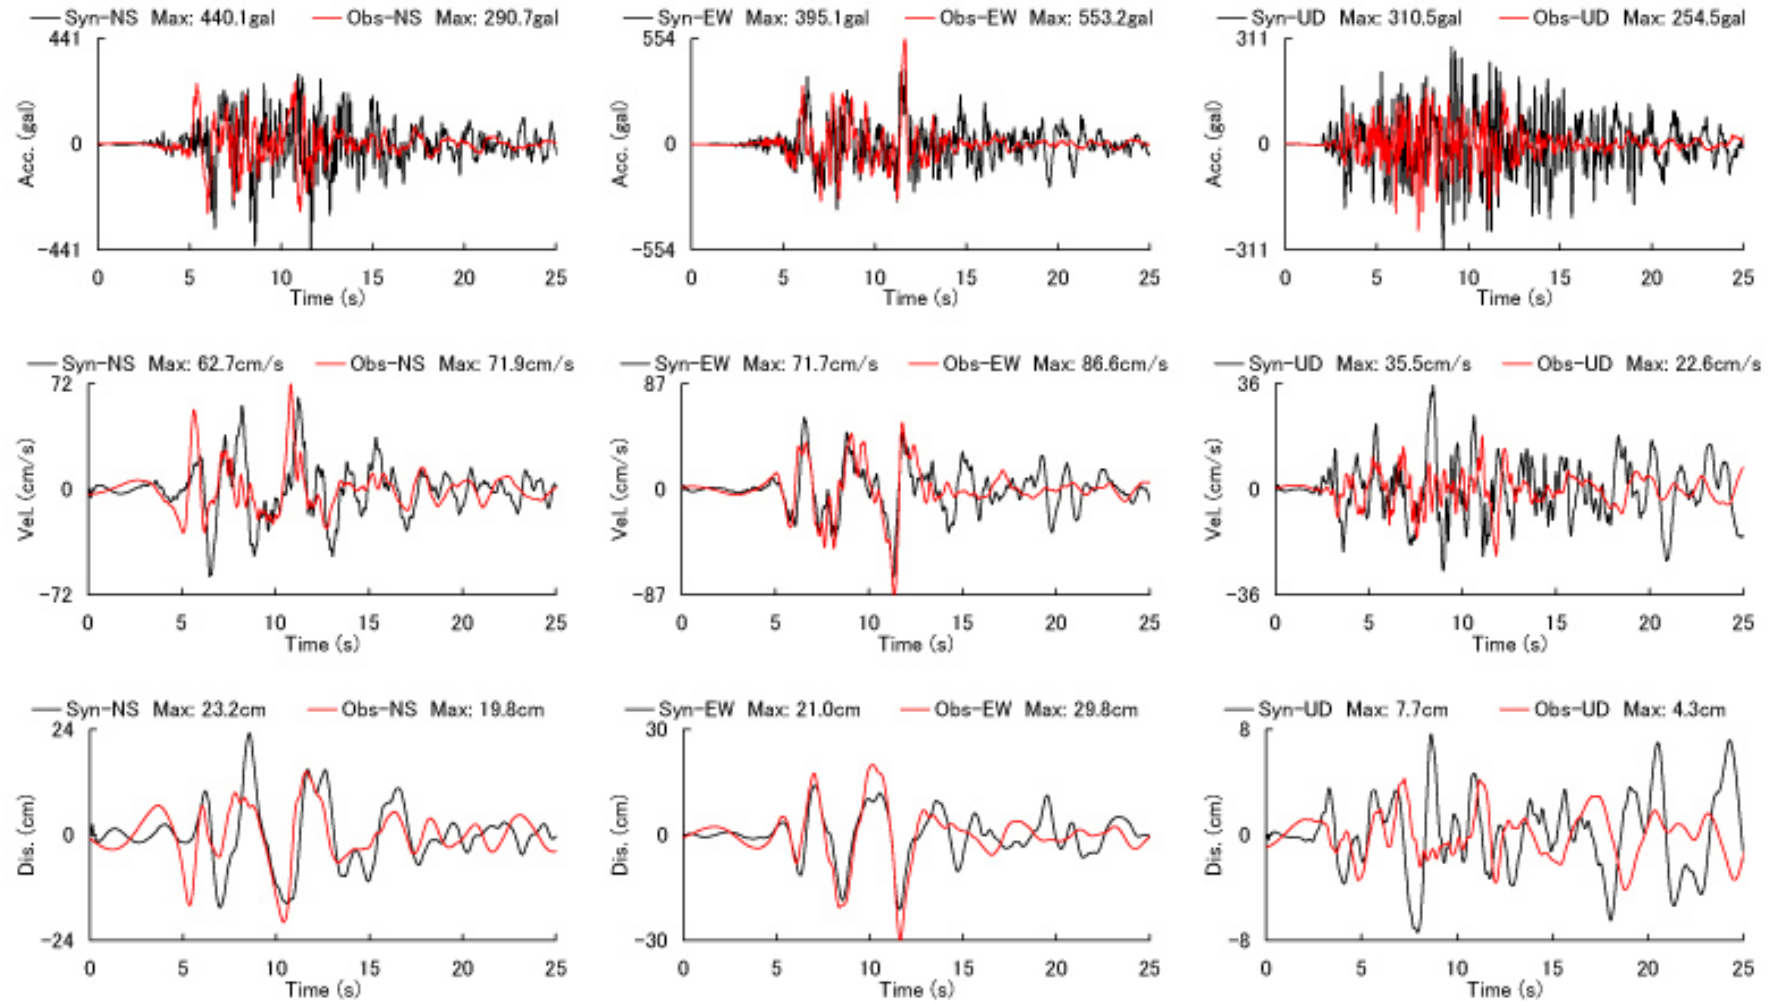 Syn-NS Max: 440.1gal Obs-NS Max: 290.7gal
441
0
-441
Acc. (gal)
0 5 10 15 20 25
Time (s)
Syn-EW Max: 395.1gal Obs-EW Max: 553.2gal
554
0
-554
Acc. (gal)
0 5 10 15 20 25
Time (s)
Syn-UD Max: 310.5gal Obs-UD Max: 254.5gal
311
0
-311
Acc. (gal)
0 5 10 15 20 25
Time (s)
Syn-NS Max: 62.7cm/s Obs-NS Max: 71.9cm/s
72
0
-72
Vel. (cm/s)
0 5 10 15 20 25
Time (s)
Syn-EW Max: 71.7cm/s Obs-EW Max: 86.6cm/s
87
0
-87
Vel. (cm/s)
0 5 10 15 20 25
Time (s)
Syn-UD Max: 35.5cm/s Obs-UD Max: 22.6cm/s
36
0
-36
Vel. (cm/s)
0 5 10 15 20 25
Time (s)
Syn-NS Max: 23.2cm Obs-NS Max: 19.8cm
24
0
-24
Dis. (cm)
0 5 10 15 20 25
Time (s)
Syn-EW Max: 21.0cm Obs-EW Max: 29.8cm
30
0
-30
Dis. (cm)
0 5 10 15 20 25
Time (s)
Syn-UD Max: 7.7cm Obs-UD Max: 4.3cm
8
0
-8
Dis. (cm)
0 5 10 15 20 25
Time (s)